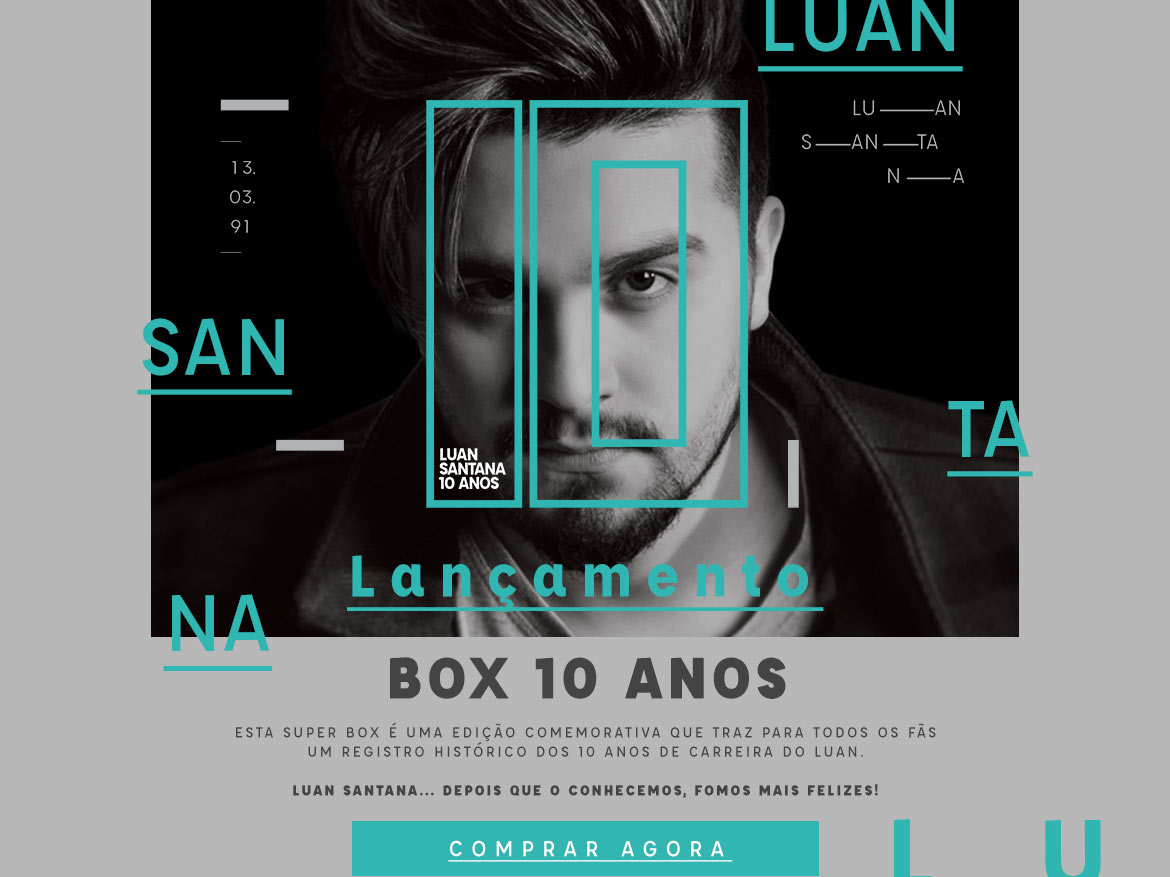 LUAN
LU AN
S AN TA
N A
13.
03.
91
SAN
TA
LUAN
SANTANA
10 ANOS
10
Lançamento
NA
BOX 10 ANOS
ESTA SUPER BOX É UMA EDIÇÃO COMEMORATIVA QUE TRAZ PARA TODOS OS FÃS
UM REGISTRO HISTÓRICO DOS 10 ANOS DE CARREIRA DO LUAN.
LUAN SANTANA... DEPOIS QUE O CONHECEMOS, FOMOS MAIS FELIZES!
COMPRAR AGORA
L U